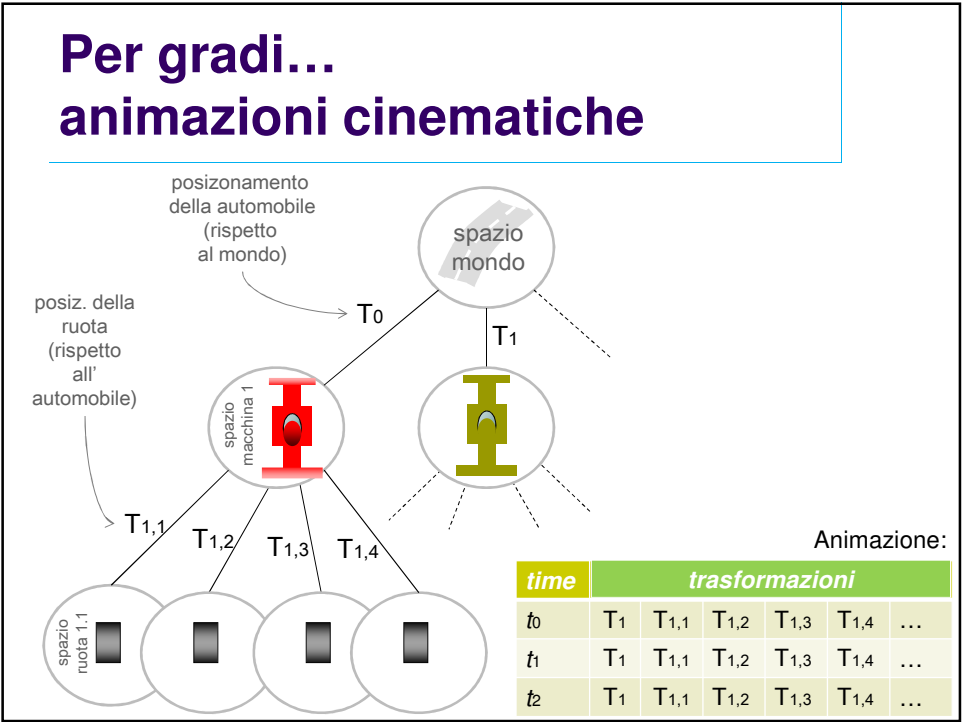 Per gradi…
animazioni cinematiche
posizonamento
della automobile
(rispetto
al mondo)
spazio
mondo
posiz. della
ruota
(rispetto
all'
automobile)
T0
T1
spazio
macchina 1
T1,1
T1,2
T1,3
T1,4
spazio
ruota 1.1
Animazione:
time trasformazioni
t0 T1 T1,1 T1,2 T1,3 T1,4 …
t1 T1 T1,1 T1,2 T1,3 T1,4 …
t2 T1 T1,1 T1,2 T1,3 T1,4 …